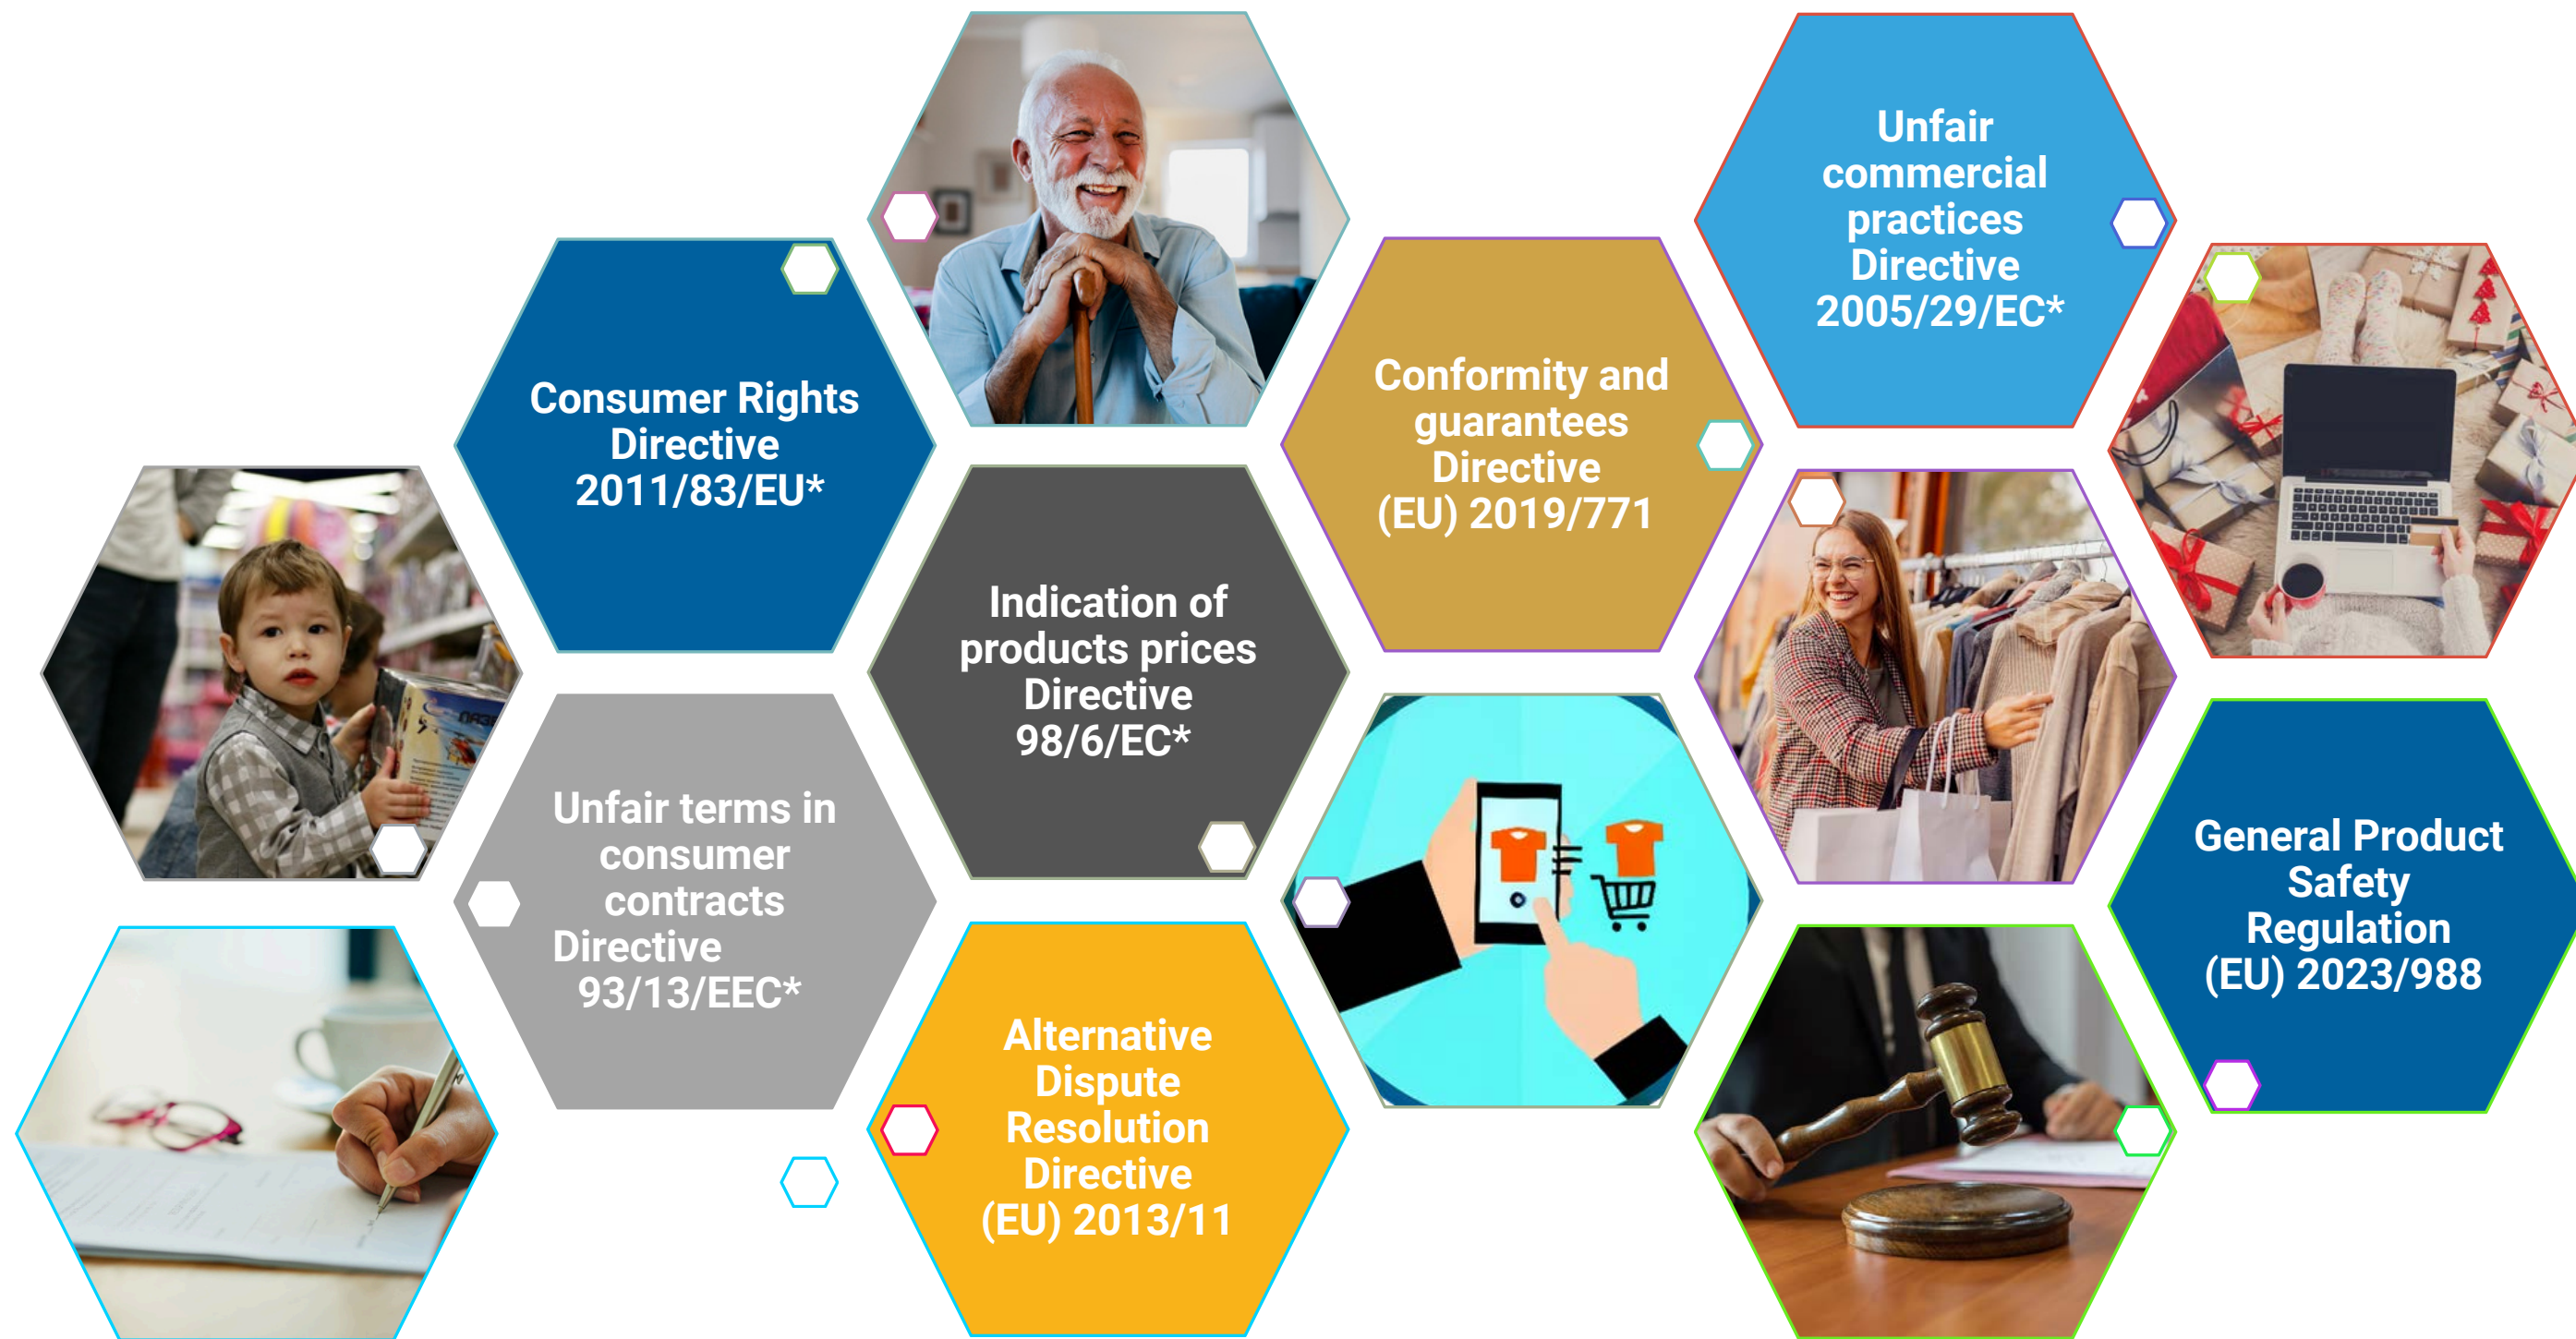 Consumer Rights
Directive
2011/83/EU*
Unfair terms in
consumer
contracts
Directive
93/13/EEC*
Indication of
products prices
Directive
98/6/EC*
Alternative
Dispute
Resolution
Directive
(EU) 2013/11
Conformity and
guarantees
Directive
(EU) 2019/771
Unfair
commercial
practices
Directive
2005/29/EC*
General Product
Safety
Regulation
(EU) 2023/988